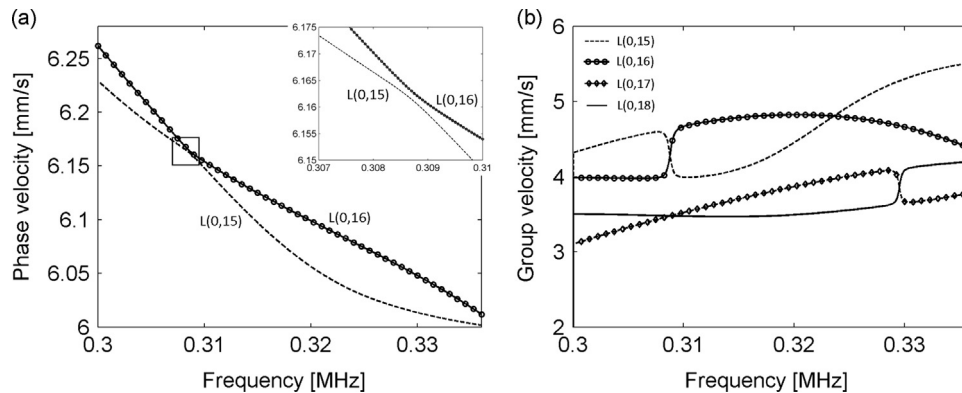 (a)
6.25
6.2
6.15
6.1
6.05
6
0.3
0.31
0.32
0.33
Phase velocity [mm/s]
Frequency [MHz]
L(0,16)
L(0,15)
6.175
6.17
6.165
6.16
6.155
6.15
0.307
0.308
0.309
0.31
L(0,15)
L(0,16)
(b)
6
5
4
3
2
0.3
0.31
0.32
0.33
Group velocity [mm/s]
Frequency [MHz]
L(0,15)
L(0,16)
L(0,17)
L(0,18)